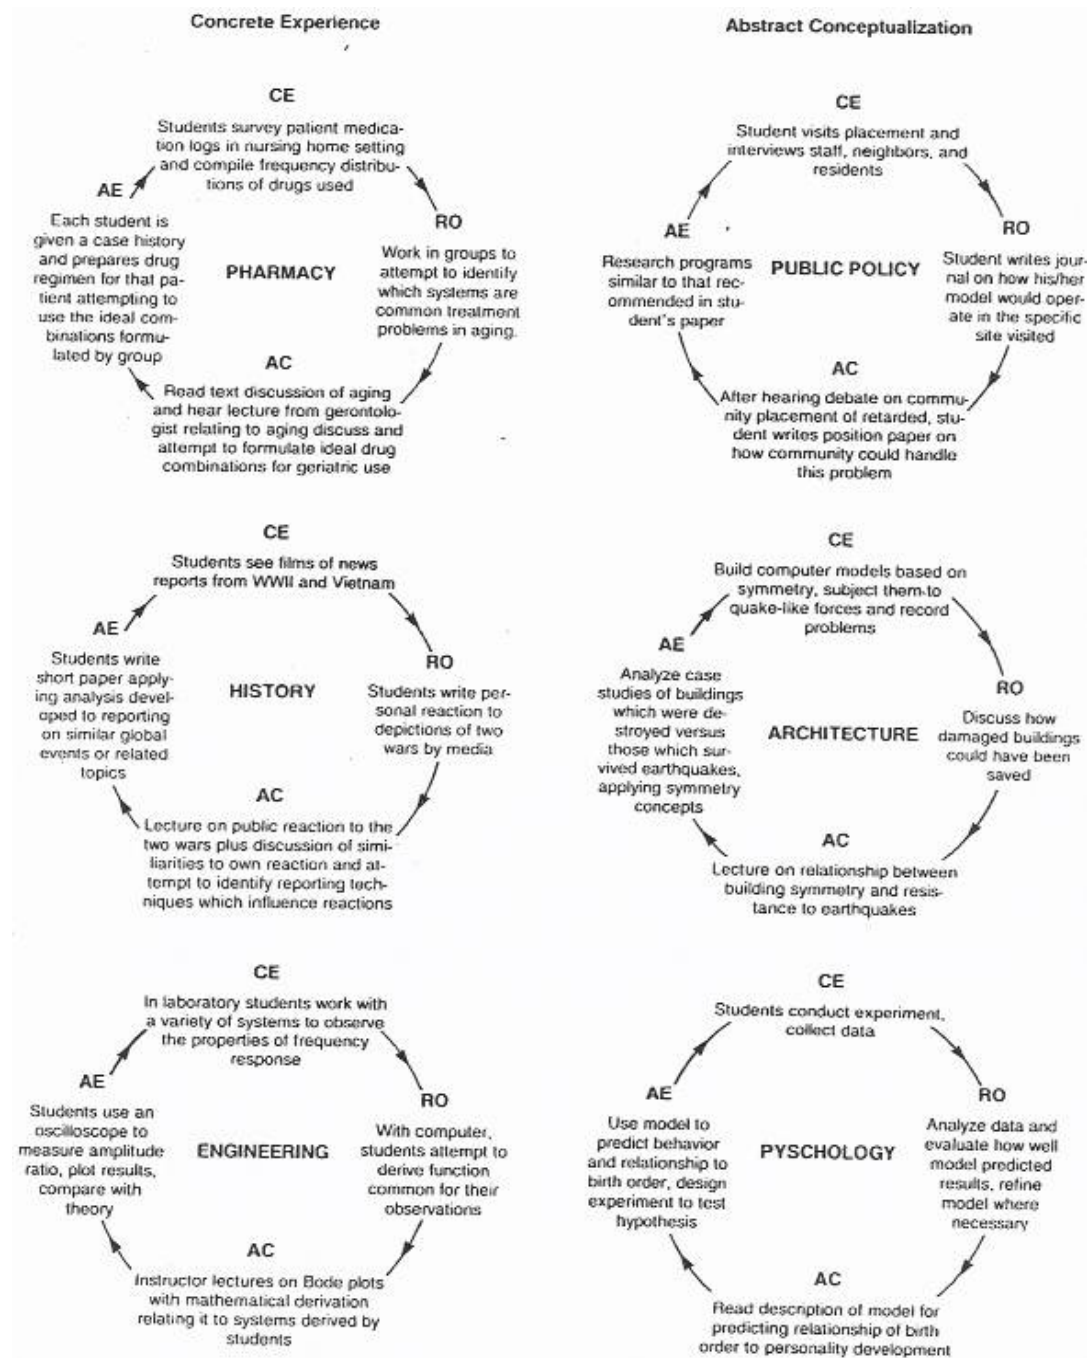 Concrete Experience
CE
Students survey patient medica-
tion logs in nursing home setting
and compile frequency distribu-
tions of drugs used
RO
Work in groups to
attempt to identify
which systems are
common treatment
problems in aging.
AC
Read text discussion of aging
and hear lecture from gerontolo-
gist relating to aging discuss and
attempt to formulate ideal drug
combinations for geriatric use
AE
Each student is
given a case history
and prepares drug
regimen for that pa-
tient attempting to
use the ideal com-
binations formu-
lated by group
PHARMACY
CE
Students see films of news
reports from WWII and Vietnam
RO
Students write per-
sonal reaction to
depictions of two
wars by media
AC
Lecture on public reaction to the
two wars plus discussion of simi-
liarities to own reaction and at-
tempt to identify reporting tech-
niques which influence reactions
AE
Students write
short paper apply-
ing analysis devel-
oped to reporting
on similar global
events or related
topics
HISTORY
CE
In laboratory students work with
a variety of systems to observe
the properties of frequency
response
RO
With computer,
students attempt to
derive function
common for their
observations
AC
Instructor lectures on Bode plots
with mathematical derivation
relating it to systems derived by
students
AE
Students use an
oscilloscope to
measure amplitude
ratio, plot results,
compare with
theory
ENGINEERING
Abstract Conceptualization
CE
Student visits placement and
interviews staff, neighbors, and
residents
RO
Student writes jour-
nal on how his/her
model would oper-
ate in the specific
site visited
AC
After hearing debate on commu-
nity placement of retarded, stu-
dent writes position paper on
how community could handle
this problem
AE
Research programs
similar to that rec-
ommended in stu-
dent's paper
PUBLIC POLICY
CE
Build computer models based on
symmetry, subject them to
quake-like forces and record
problems
RO
Discuss how
damaged buildings
could have been
saved
AC
Lecture on relationship between
building symmetry and resis-
tance to earthquakes
AE
Analyze case
studies of buildings
which were de-
stroyed versus
those which sur-
vived earthquakes,
applying symmetry
concepts
ARCHITECTURE
CE
Students conduct experiment,
collect data
RO
Analyze data and
evaluate how well
model predicted
results, refine
model where
necessary
AC
Read description of model for
predicting relationship of birth
order to personality development
AE
Use model to
predict behavior
and relationship to
birth order, design
experiment to test
hypothesis
PYSCHOLOGY